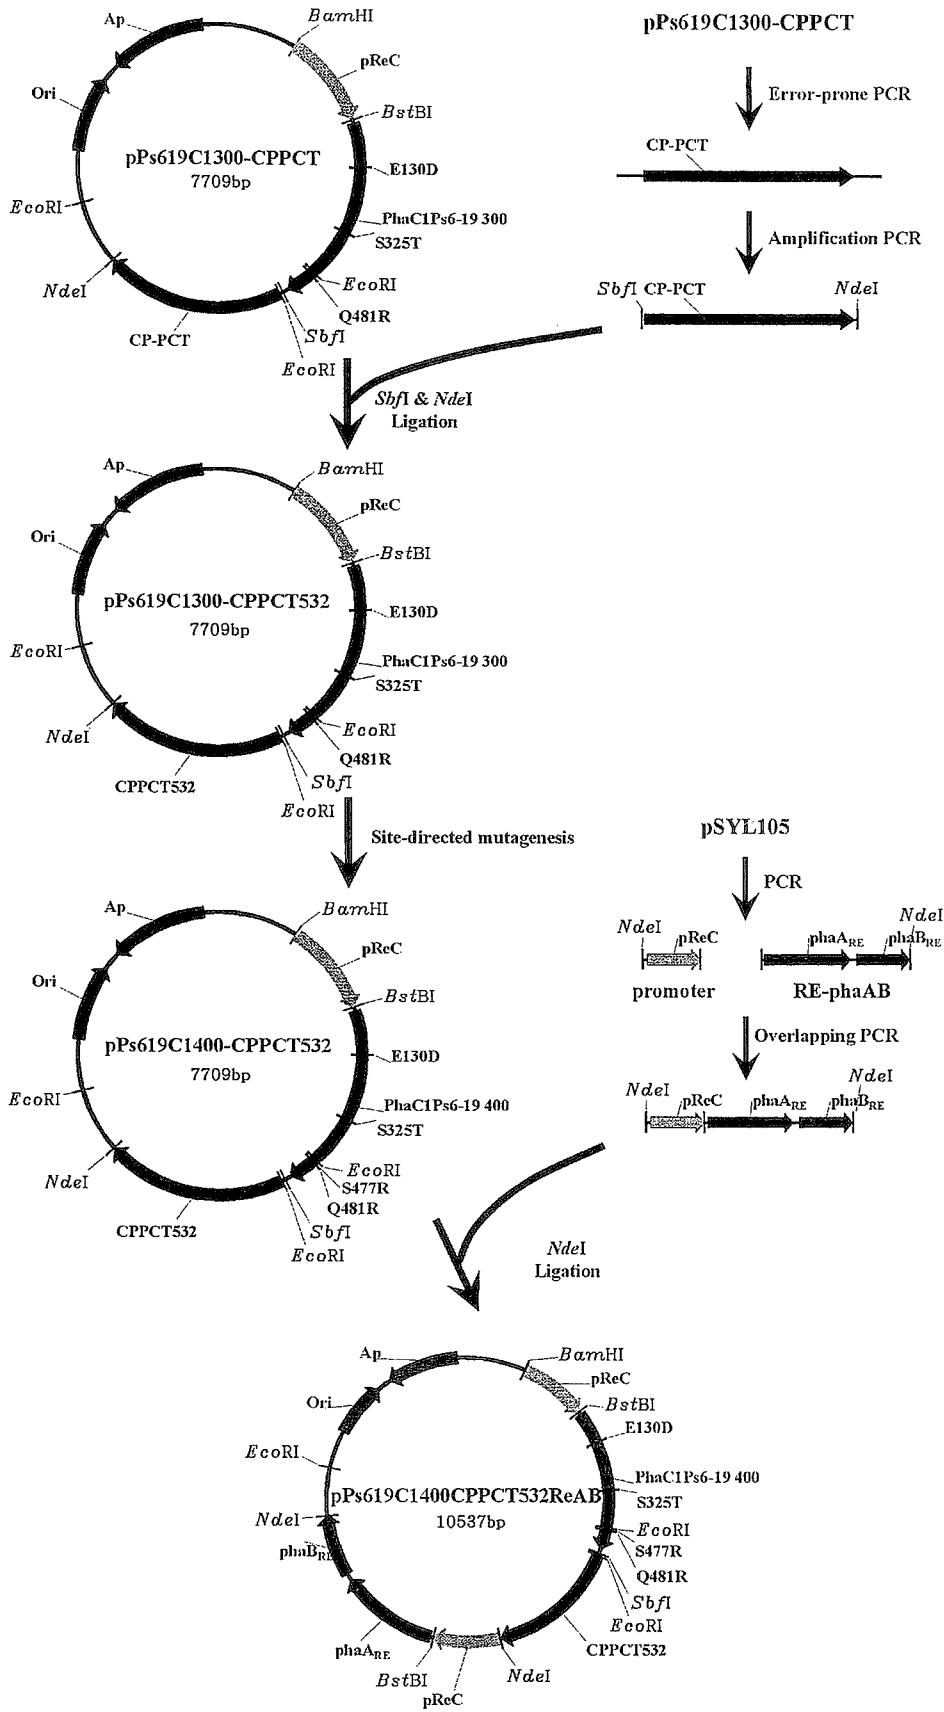 Ap
BamHI
pReC
Ori
BstBI
pPs619C1300-CPPCT
7709bp
E130D
EcoRI
PhaC1Ps6-19 300
S325T
NdeI
EcoRI
Q481R
CP-PCT
SbfI
EcoRI
pPs619C1300-CPPCT
Error-prone PCR
CP-PCT
Amplification PCR
SbfI CP-PCT
NdeI
SbfI & NdeI
Ligation
Ap
BamHI
pReC
Ori
BstBI
pPs619C1300-CPPCT532
7709bp
E130D
EcoRI
PhaC1Ps6-19 300
S325T
NdeI
EcoRI
Q481R
CPPCT532
SbfI
EcoRI
Site-directed mutagenesis
pSYL105
PCR
NdeI
pReC
phaARE
phaBRE
NdeI
promoter
RE-phaAB
Overlapping PCR
NdeI
NdeI
pReC
phaARE
phaBRE
Ap
BamHI
pReC
Ori
BstBI
pPs619C1400-CPPCT532
7709bp
E130D
EcoRI
PhaC1Ps6-19 400
S325T
NdeI
EcoRI
S477R
Q481R
CPPCT532
SbfI
EcoRI
NdeI
Ligation
Ap
BamHI
pReC
Ori
BstBI
E130D
EcoRI
PhaC1Ps6-19 400
pPs619C1400CPPCT532ReAB
S325T
10537bp
NdeI
EcoRI
phaBRE
S477R
Q481R
SbfI
EcoRI
phaARE
CPPCT532
BstBI
NdeI
pReC